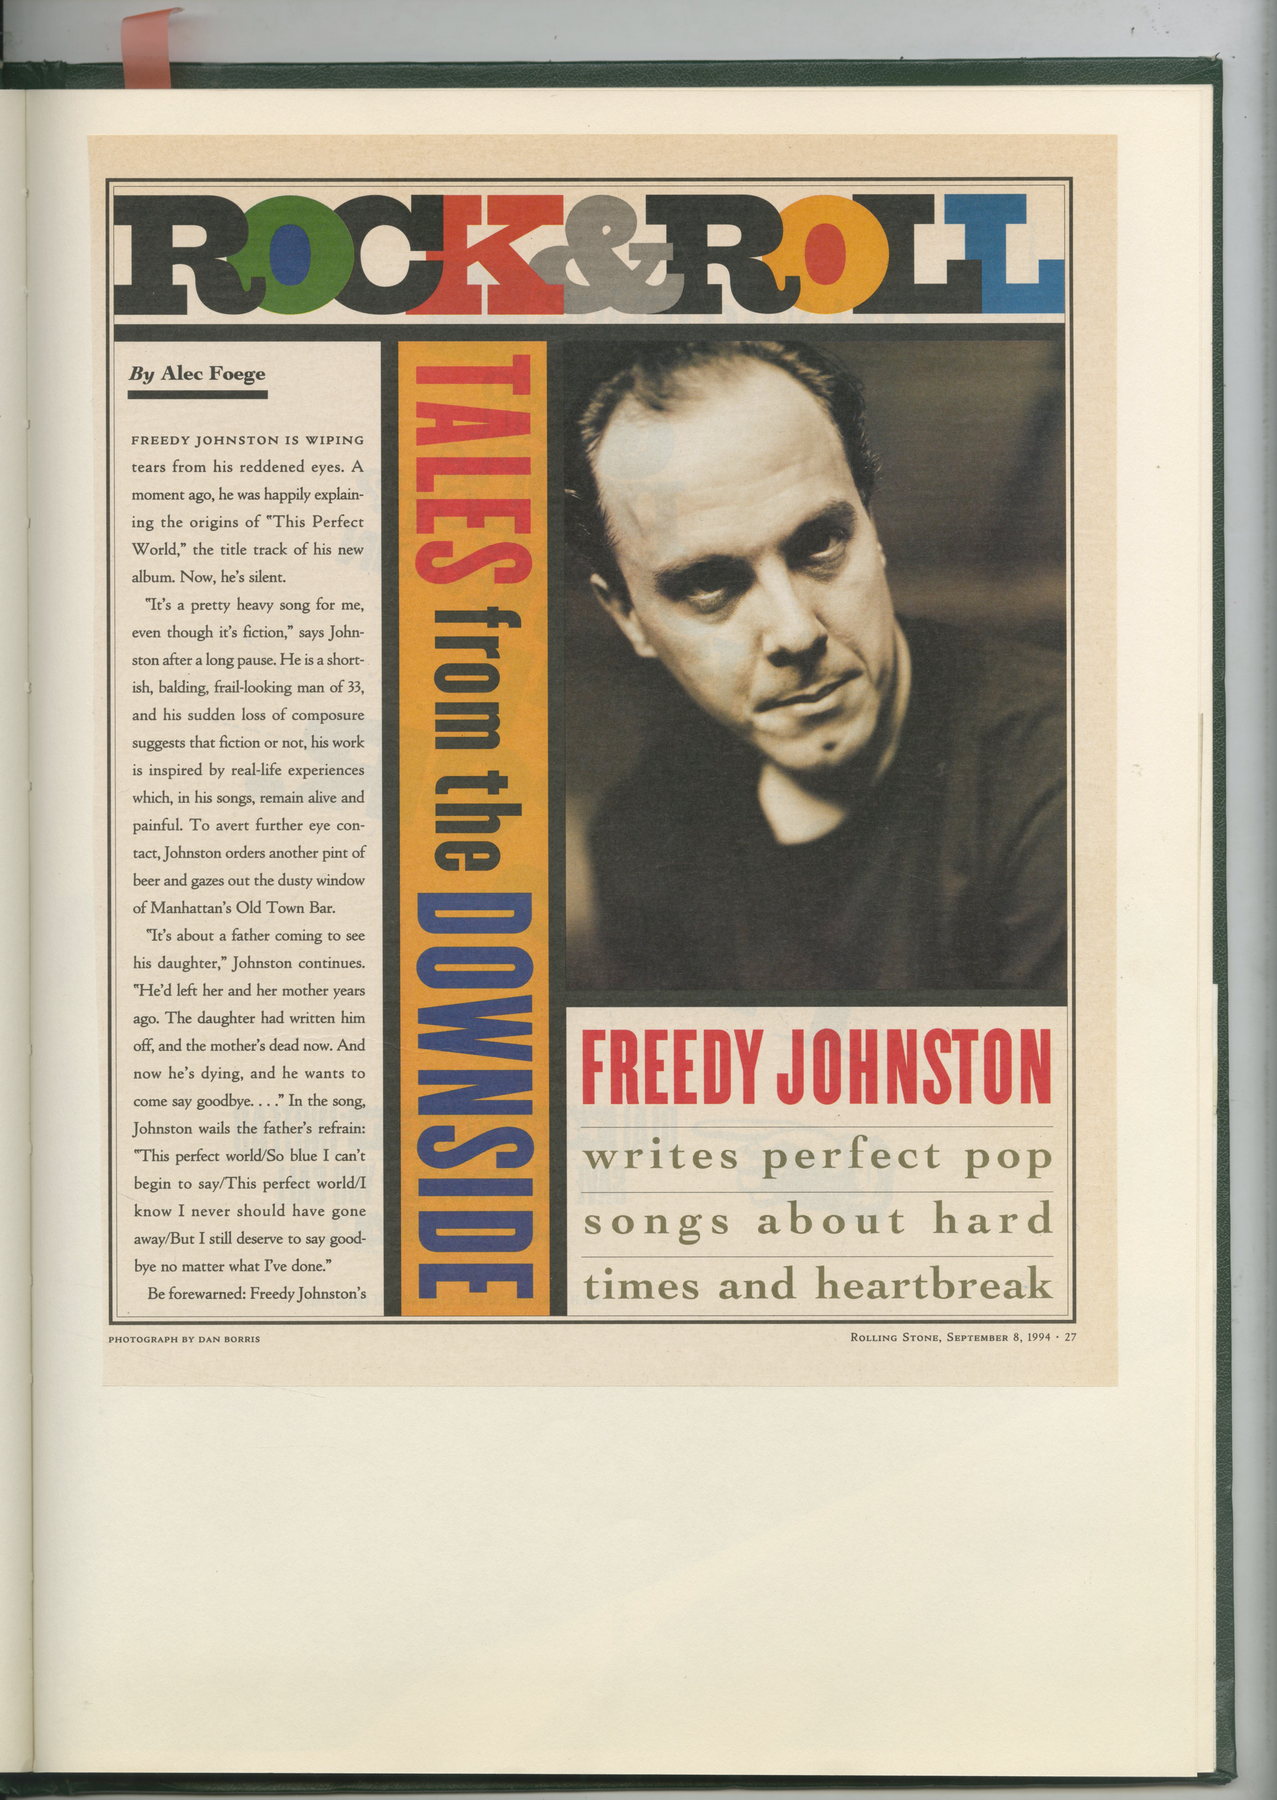 ROCK&ROLL
By Alec Foege
FREEDY JOHNSTON IS WIPING
tears from his reddened eyes. A
moment ago, he was happily explain-
ing the origins of "This Perfect
World," the title track of his new
album. Now, he's silent.
"It's a pretty heavy song for me,
even though it's fiction," says John-
ston after a long pause. He is a short-
ish, balding, frail-looking man of 33,
and his sudden loss of composure
suggests that fiction or not, his work
is inspired by real-life experiences
which, in his songs, remain alive and
painful. To avert further eye con-
tact, Johnston orders another pint of
beer and gazes out the dusty window
of Manhattan's Old Town Bar.
"It's about a father coming to see
his daughter," Johnston continues.
"He'd left her and her mother years
ago. The daughter had written him
off, and the mother's dead now. And
now he's dying, and he wants to
come say goodbye. . . ." In the song,
Johnston wails the father's refrain:
"This perfect world/So blue I can't
begin to say/This perfect world/I
know I never should have gone
away/But I still deserve to say good-
bye no matter what I've done."
Be forewarned: Freedy Johnston's
TALES from the DOWNSIDE
FREEDY JOHNSTON
writes perfect pop
songs about hard
times and heartbreak
PHOTOGRAPH BY DAN BORRIS
ROLLING STONE, SEPTEMBER 8, 1994 · 27